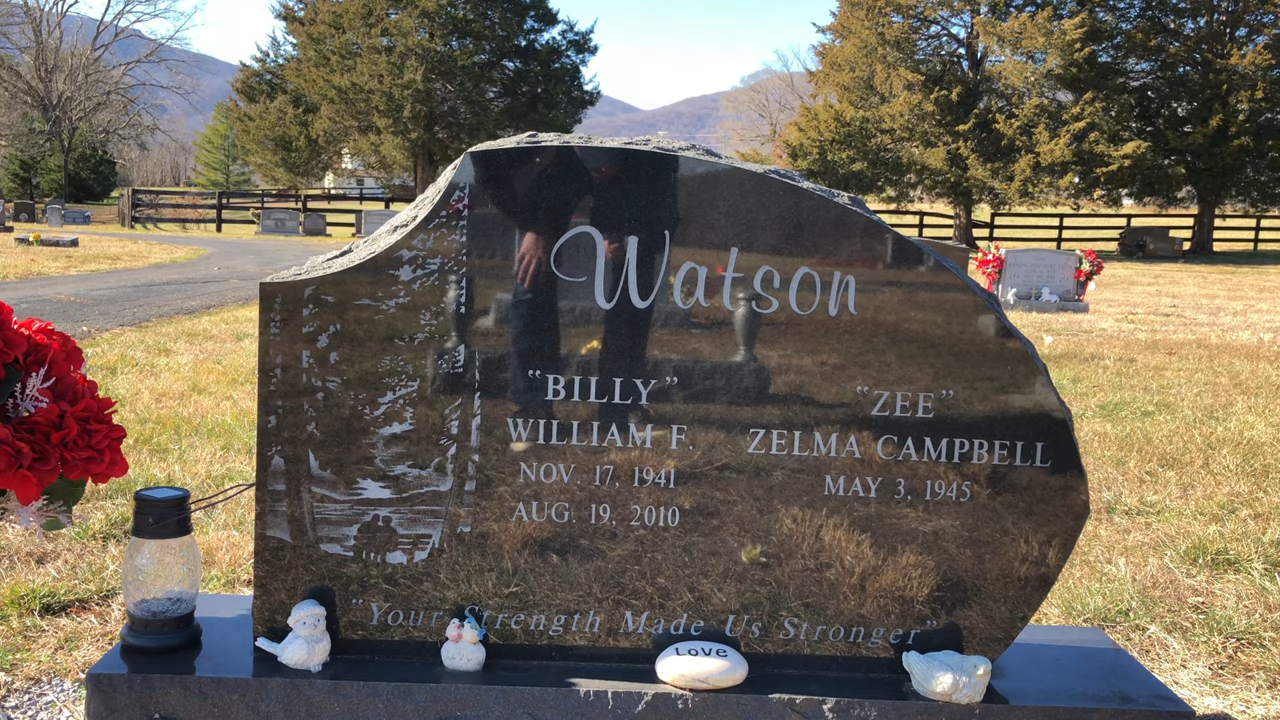 Watson
"BILLY"
WILLIAM F.
NOV. 17, 1941
AUG. 19, 2010
"ZEE"
ZELMA CAMPBELL
MAY 3, 1945
"Your Strength Made Us Stronger"
Love